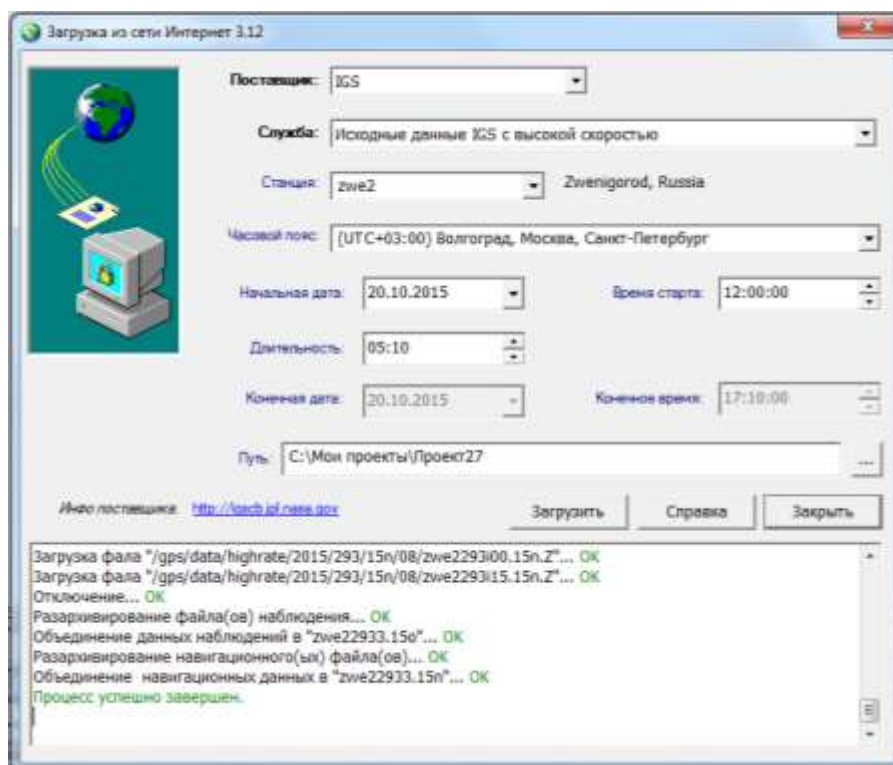 Загрузка из сети Интернет 3.12
Поставщик: IGS
Служба: Исходные данные IGS с высокой скоростью
Станция: zwe2 Zwenigorod, Russia
Часовой пояс: (UTC+03:00) Волгоград, Москва, Санкт-Петербург
Начальная дата: 20.10.2015 Время старта: 12:00:00
Длительность: 05:10
Конечная дата: 20.10.2015 Конечное время: 17:10:00
Путь: C:\Мои проекты\Проект27 ...
Инфо поставщика: http://igscb.jpl.nasa.gov Загрузить Справка Закрыть
Загрузка фала "/gps/data/highrate/2015/293/15n/08/zwe2293i00.15n.Z"... OK
Загрузка фала "/gps/data/highrate/2015/293/15n/08/zwe2293i15.15n.Z"... OK
Отключение... OK
Разархивирование файла(ов) наблюдения... OK
Объединение данных наблюдений в "zwe22933.15o"... OK
Разархивирование навигационного(ых) файла(ов)... OK
Объединение навигационных данных в "zwe22933.15n"... OK
Процесс успешно завершен.